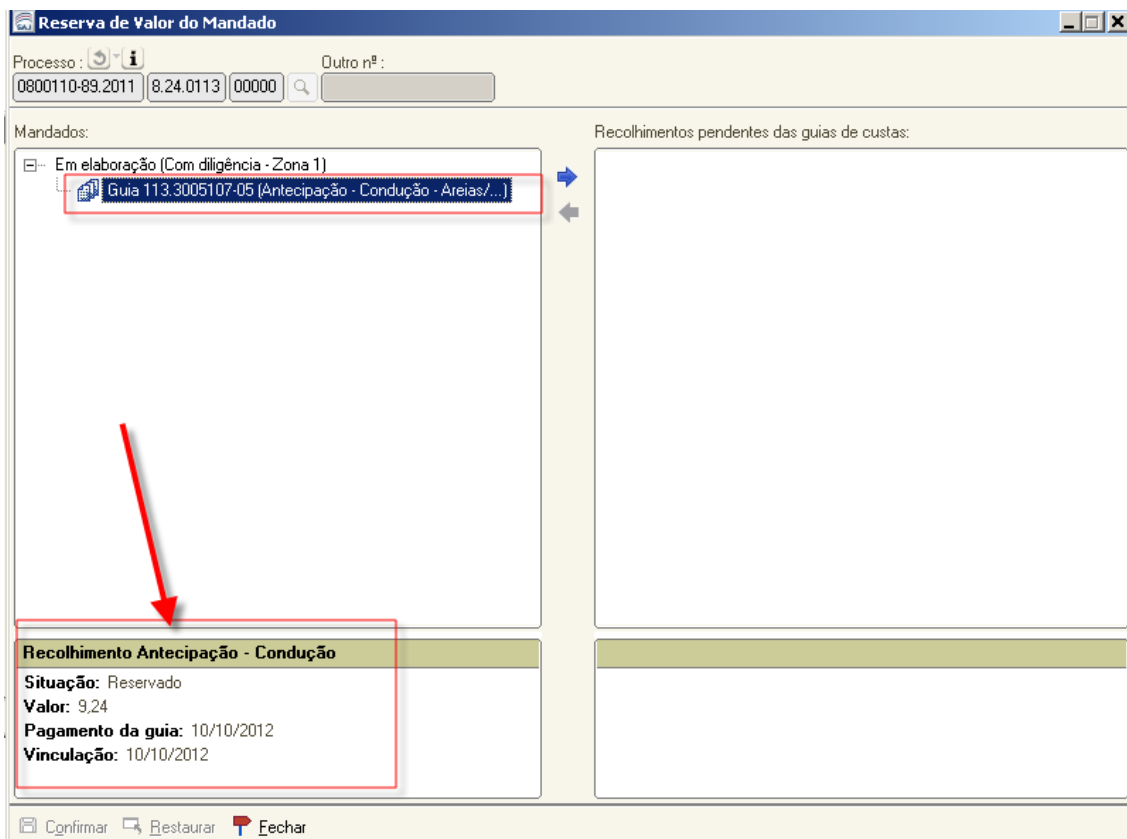 Reserva de Valor do Mandado
Processo : Outro nº :
0800110-89.2011 8.24.0113 00000
Mandados: Recolhimentos pendentes das guias de custas:
Em elaboração (Com diligência - Zona 1)
Guia 113.3005107-05 (Antecipação - Condução - Areias/...)
Recolhimento Antecipação - Condução
Situação: Reservado
Valor: 9,24
Pagamento da guia: 10/10/2012
Vinculação: 10/10/2012
Confirmar Restaurar Fechar